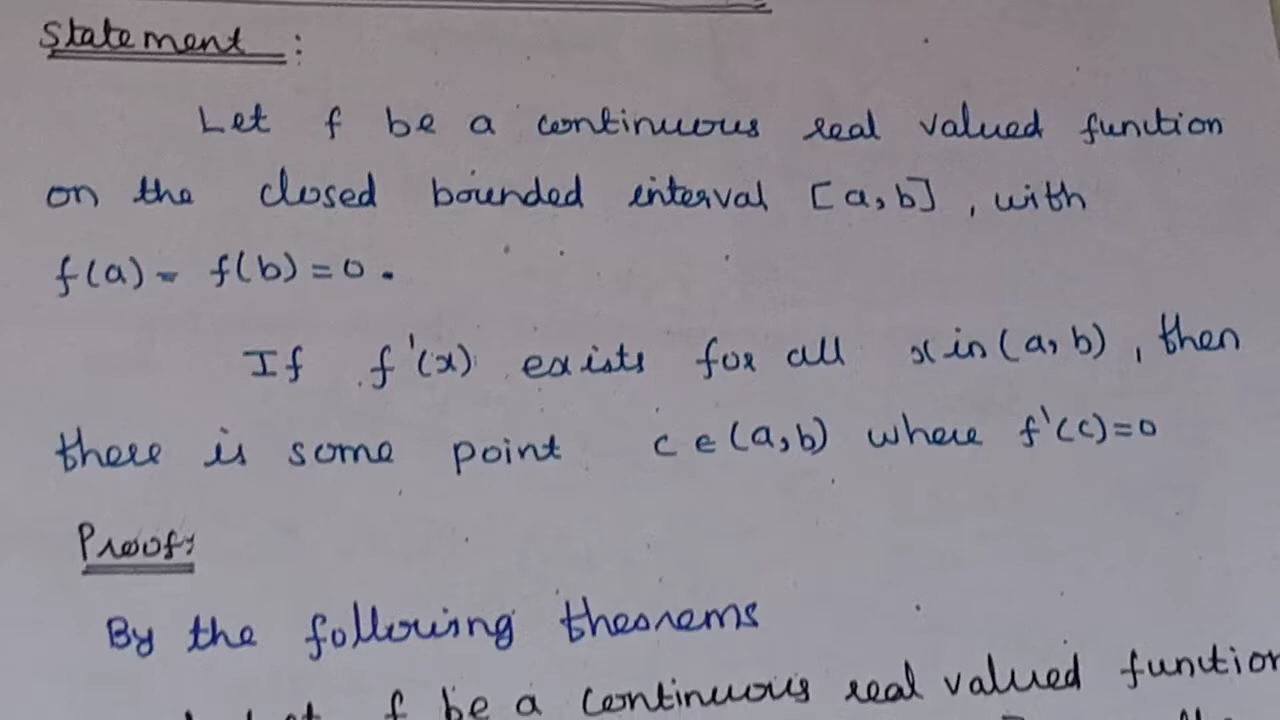 Statement :
Let f be a continuous real valued function
on the closed bounded interval [a,b], with
f(a) = f(b) = 0.
If f'(x) exists for all x in (a, b), then
there is some point c ∈ (a,b) where f'(c)=0
Proof:
By the following theorems
Let f be a continuous real valued function